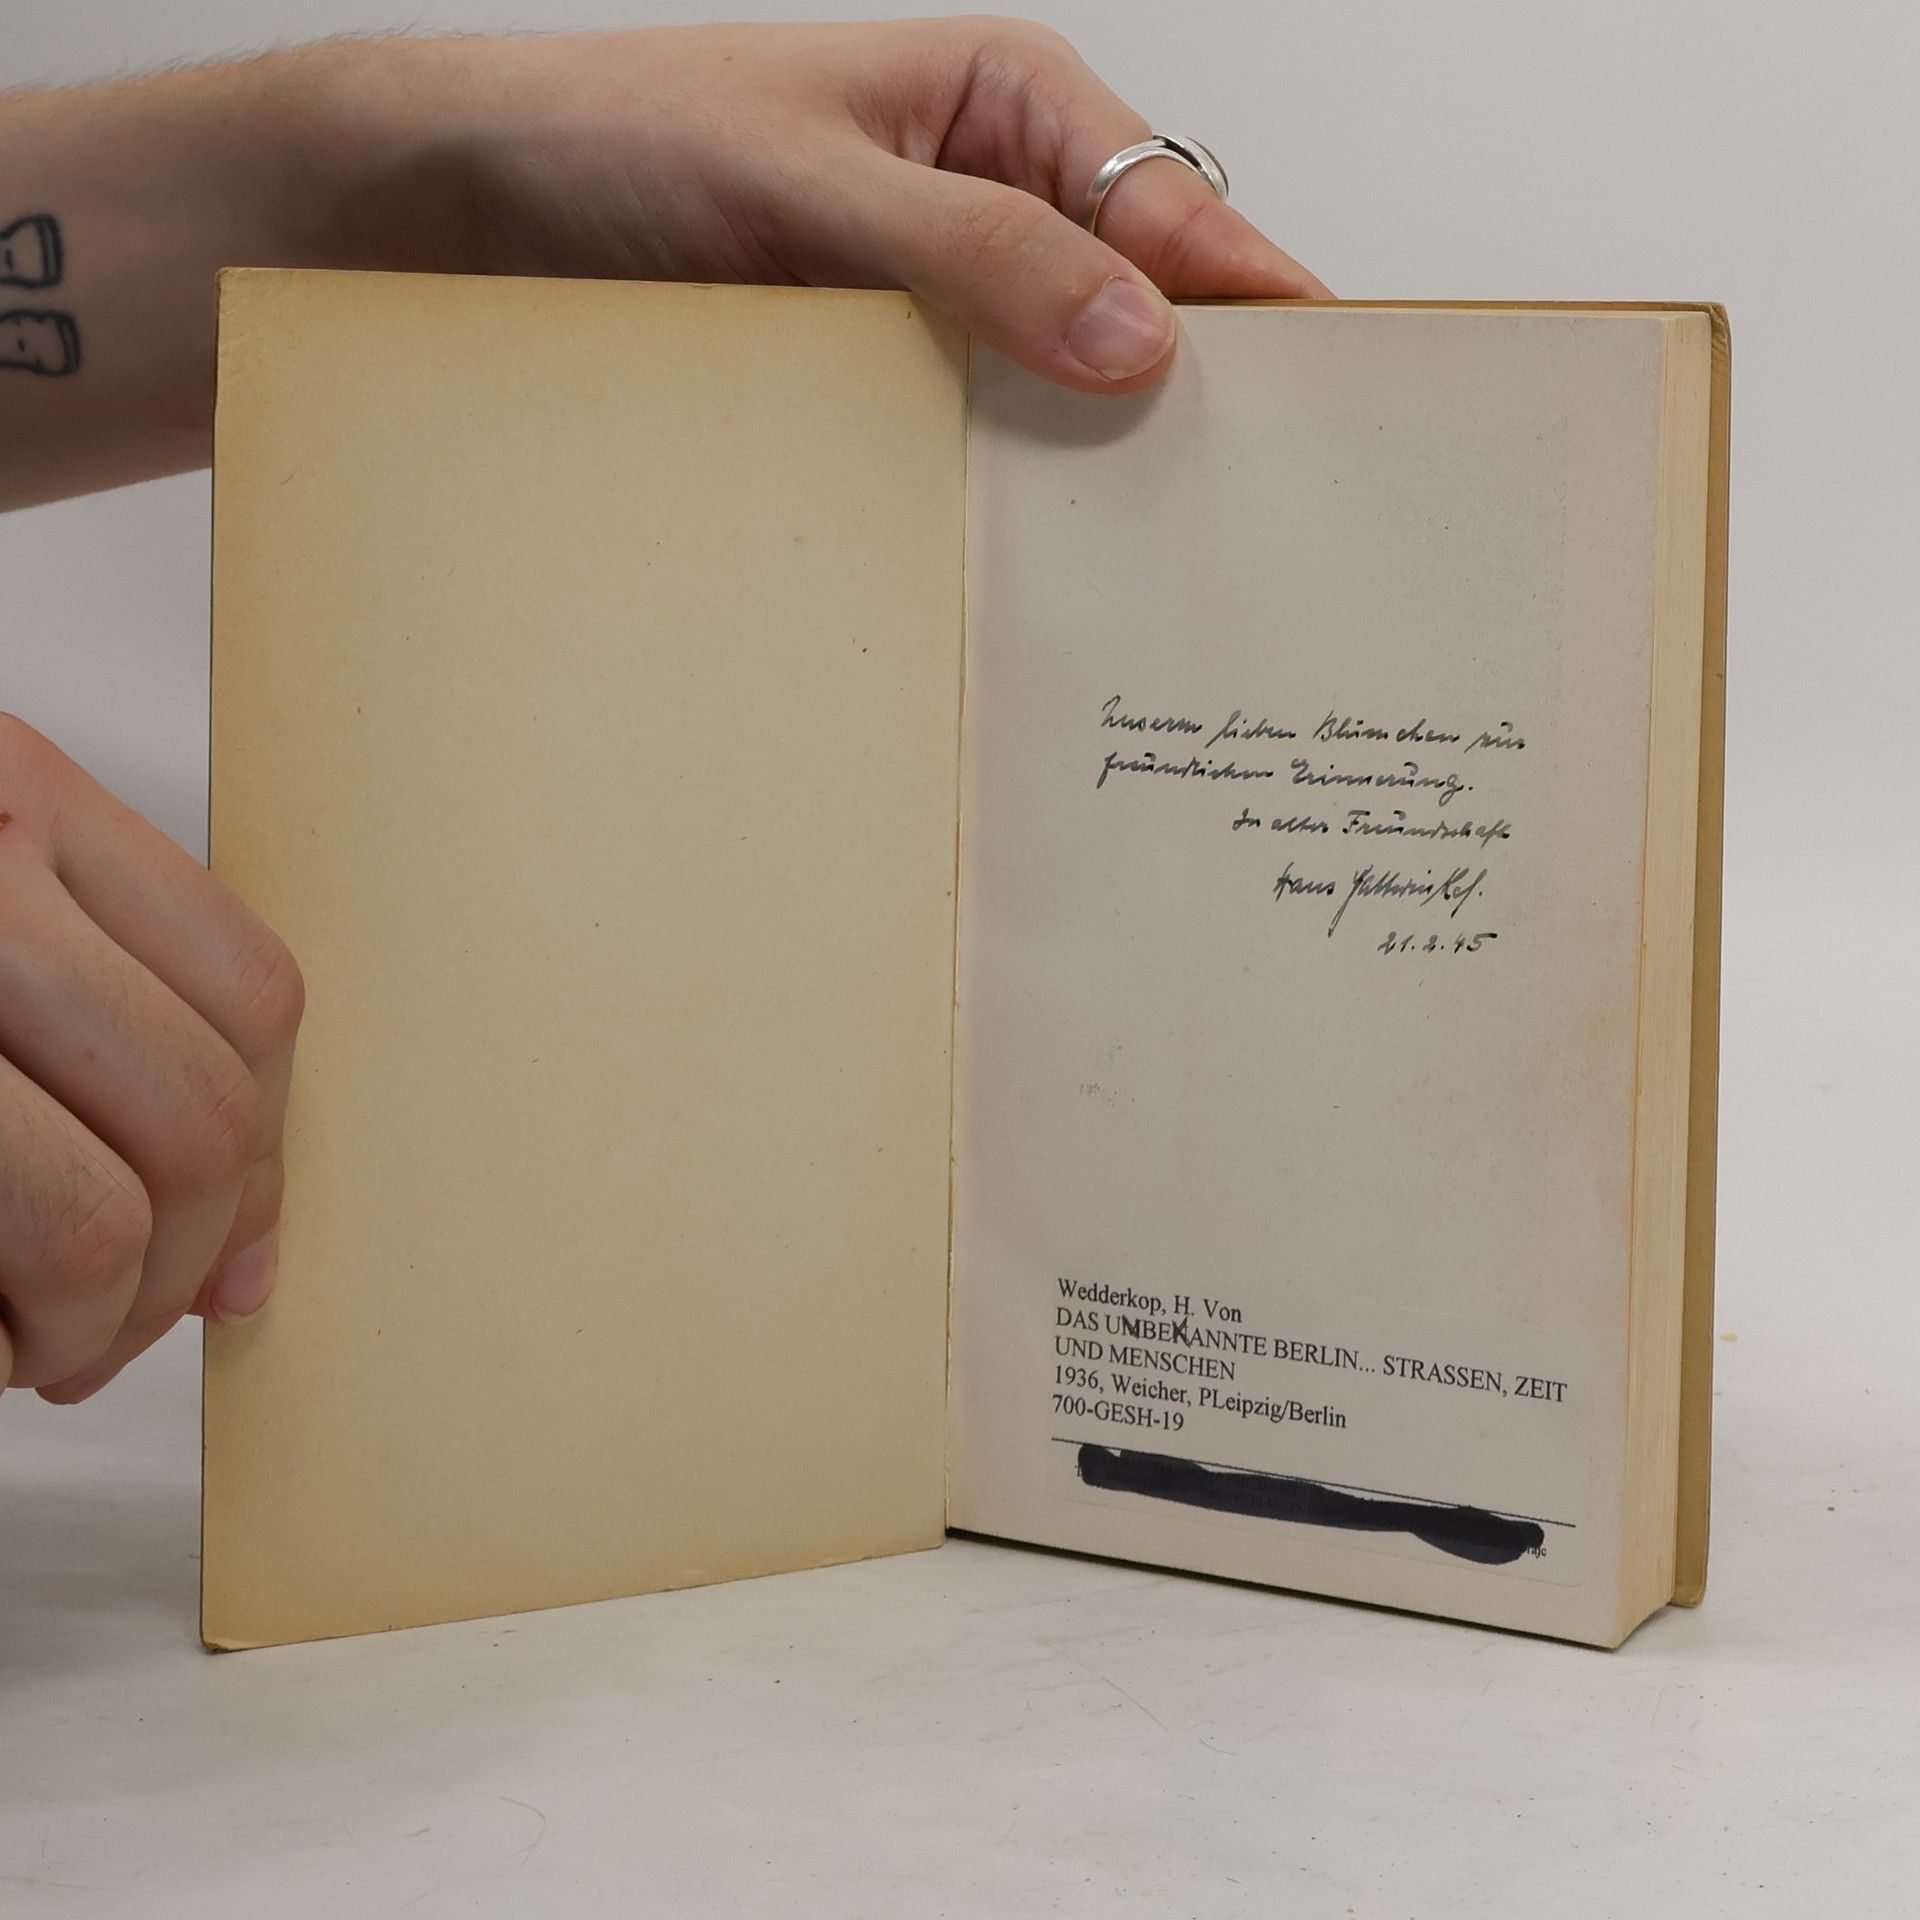 Unserm lieben Blümchen zur
freundlichen Erinnerung.
In alter Freundschaft
Hans
21.2.45
Wedderkop, H. Von
DAS UNBEKANNTE BERLIN... STRASSEN, ZEIT
UND MENSCHEN
1936, Weicher, PLeipzig/Berlin
700-GESH-19